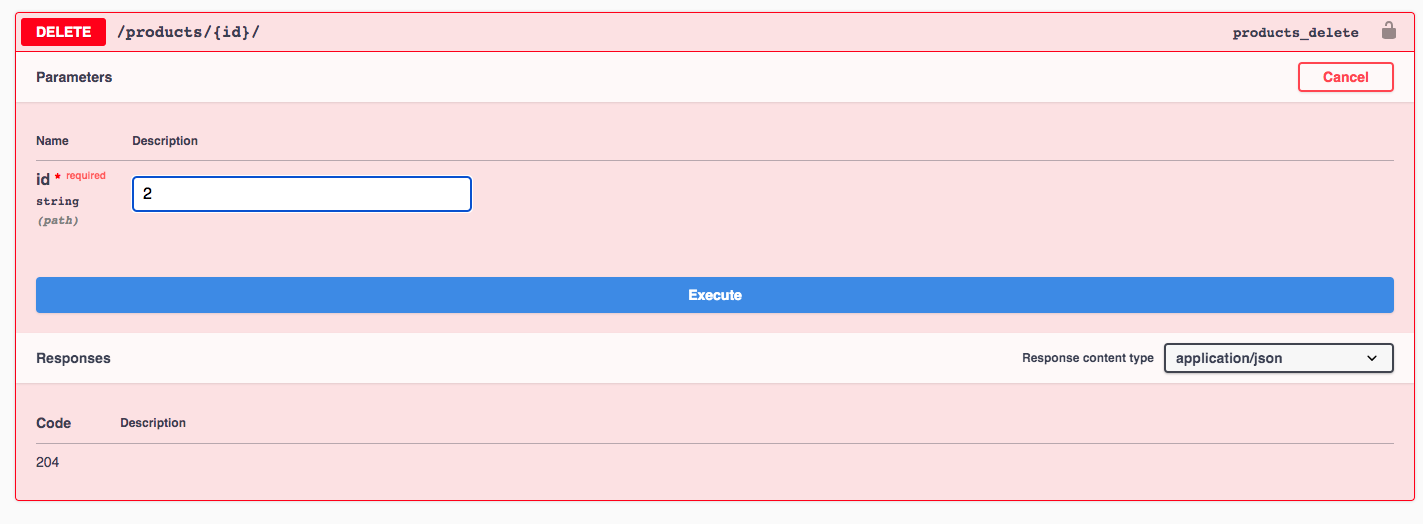 DELETE /products/{id}/ products_delete
Parameters Cancel
Name Description
id * required
string
(path)
2
Execute
Responses Response content type application/json
Code Description
204